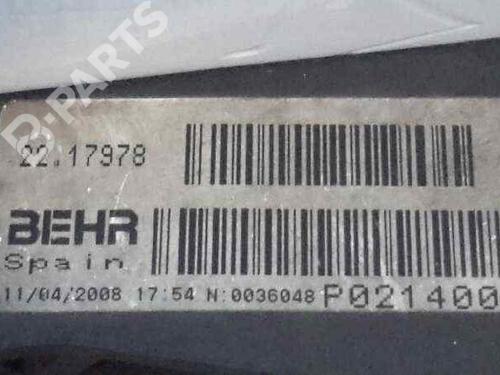 B-PARTS
22.17978
BEHR
Spain
11/04/2008 17:54 N:0036048 P021400